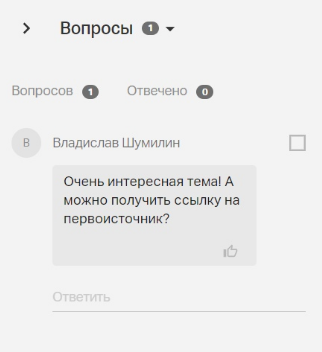 Вопросы 1
Вопросов 1 Отвечено 0
В Владислав Шумилин
Очень интересная тема! А
можно получить ссылку на
первоисточник?
Ответить